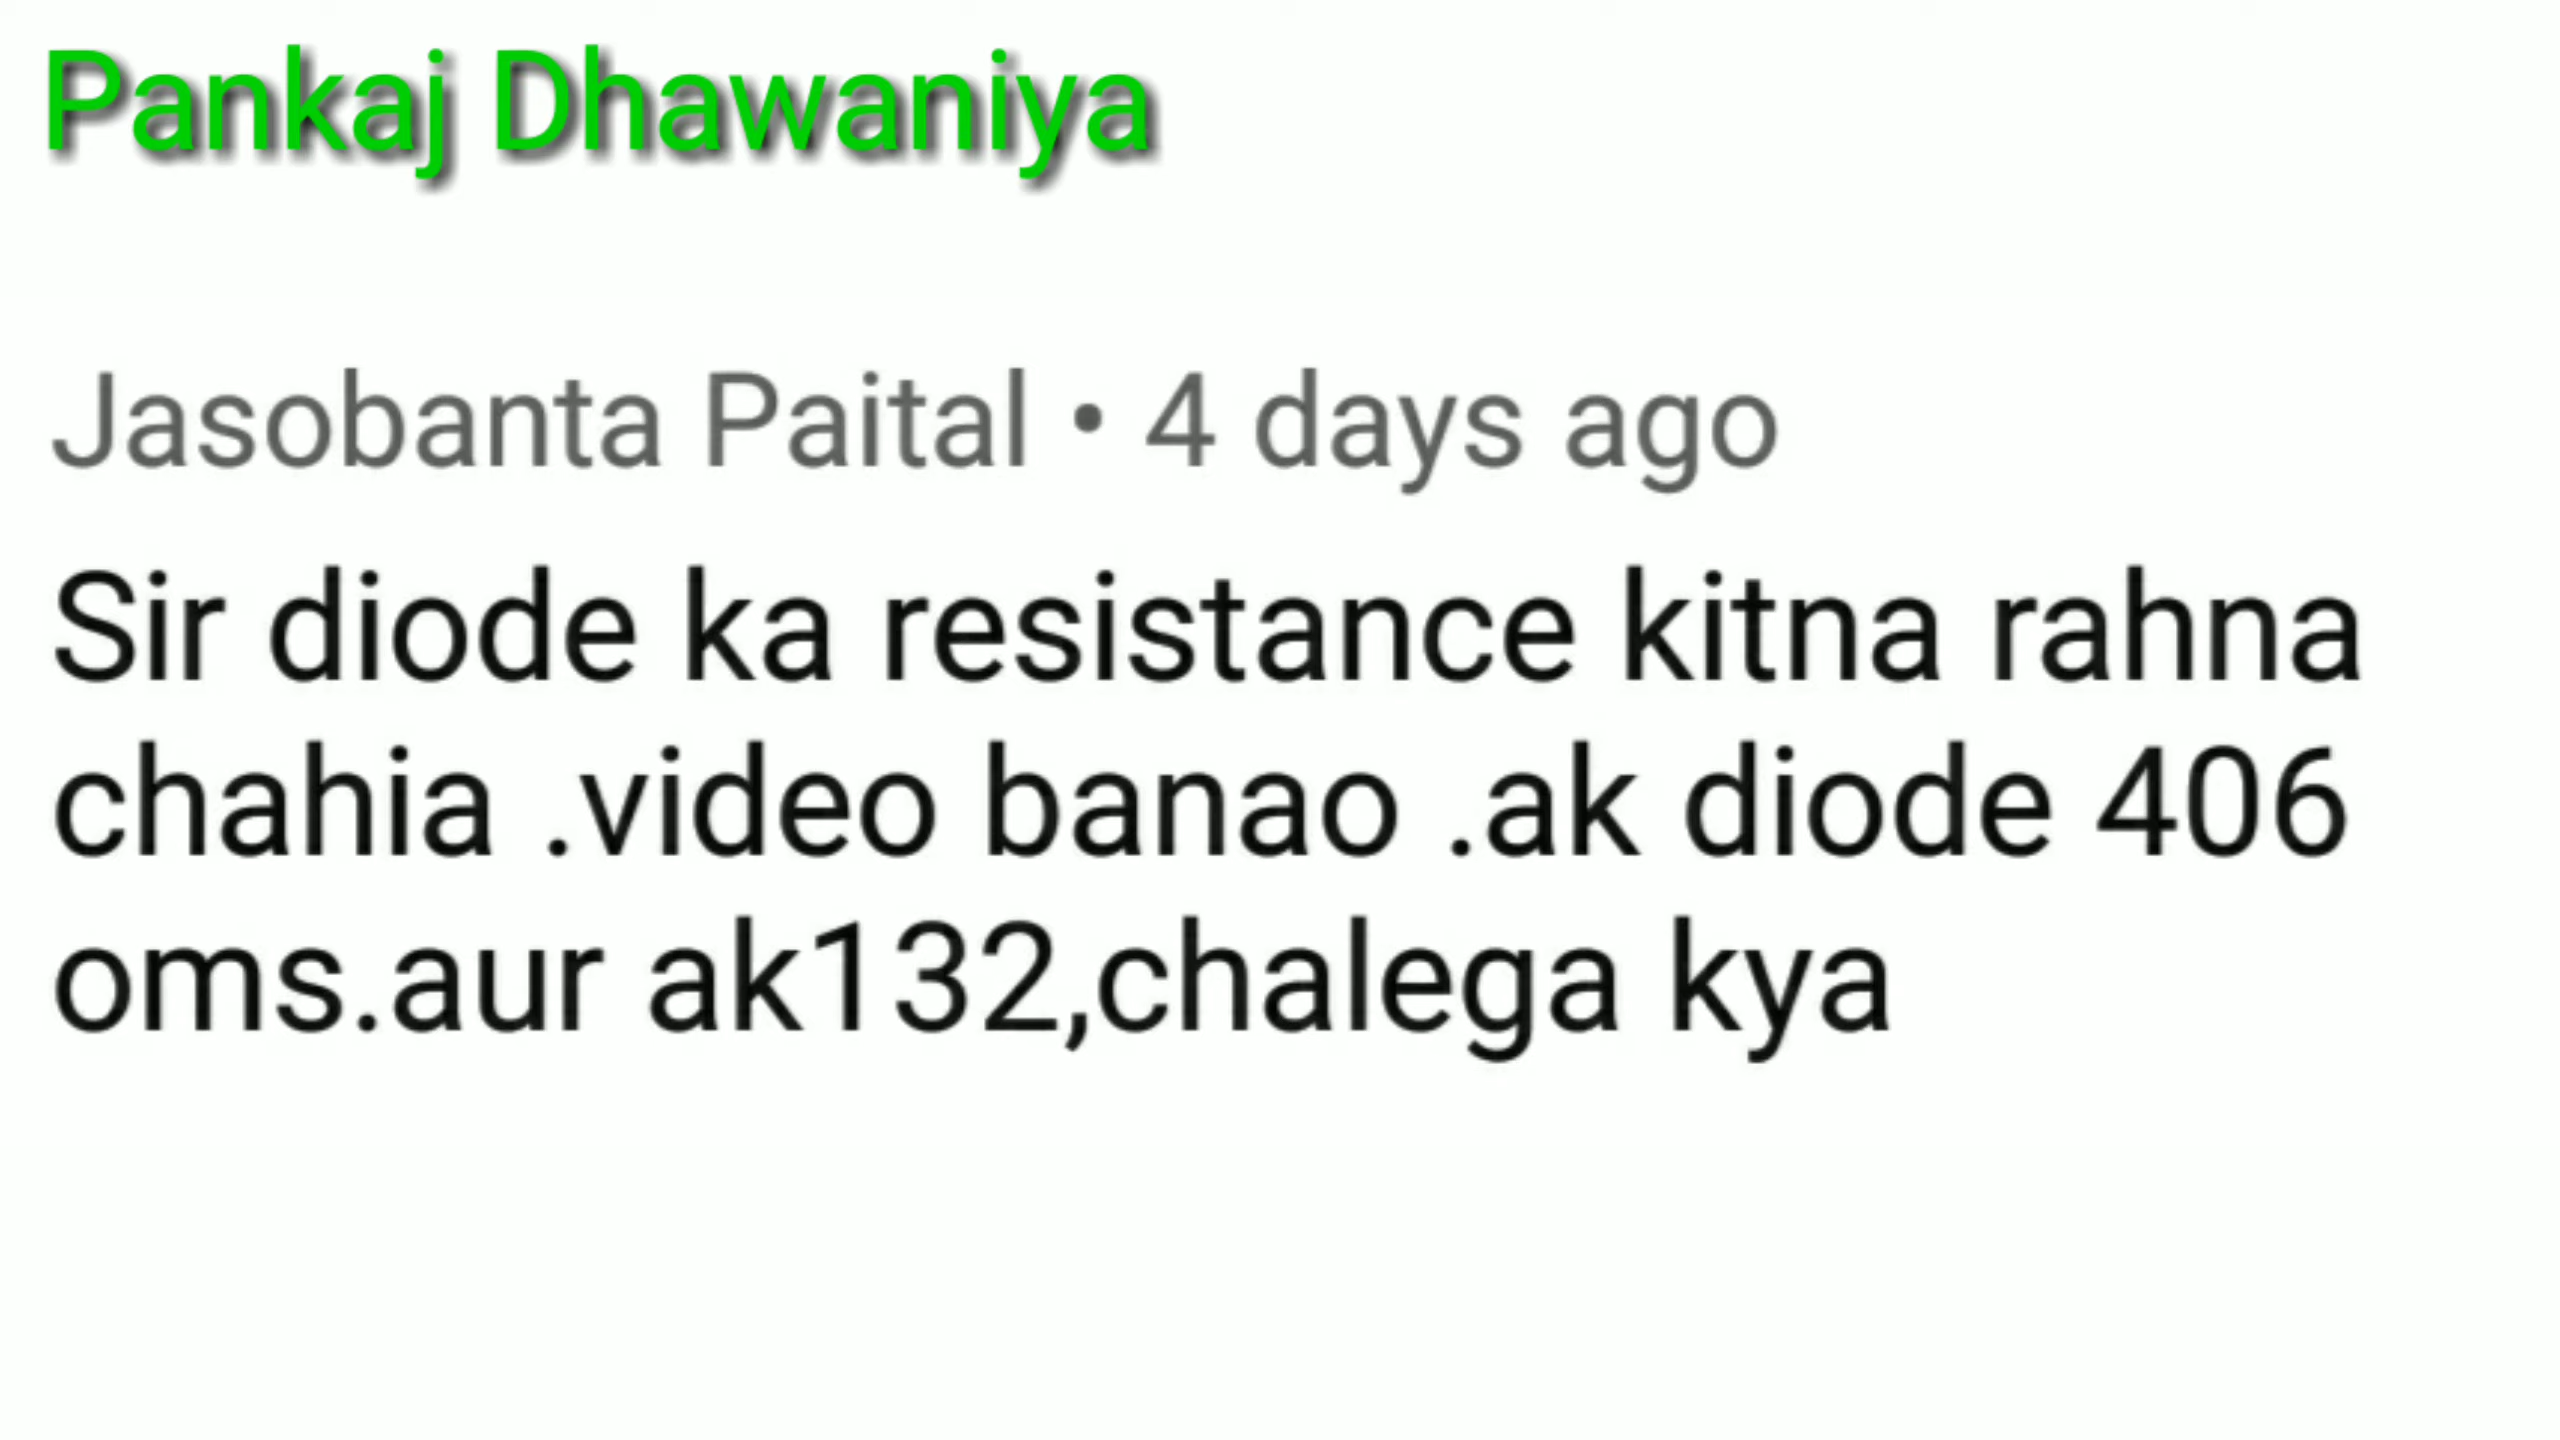 Pankaj Dhawaniya
Jasobanta Paital • 4 days ago
Sir diode ka resistance kitna rahna
chahia .video banao .ak diode 406
oms.aur ak132,chalega kya